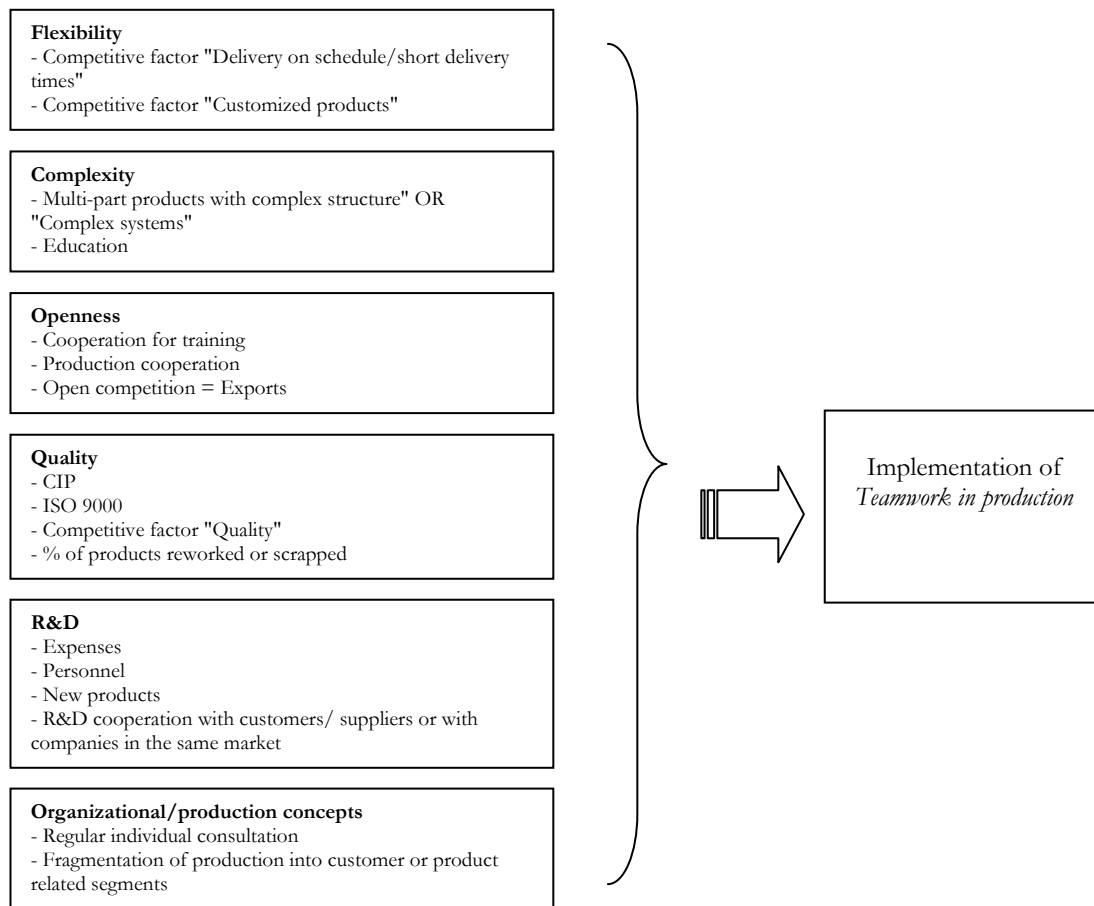 Flexibility
- Competitive factor "Delivery on schedule/short delivery
times"
- Competitive factor "Customized products"
Complexity
- Multi-part products with complex structure" OR
"Complex systems"
- Education
Openness
- Cooperation for training
- Production cooperation
- Open competition = Exports
Quality
- CIP
- ISO 9000
- Competitive factor "Quality"
- % of products reworked or scrapped
R&D
- Expenses
- Personnel
- New products
- R&D cooperation with customers/ suppliers or with
companies in the same market
Organizational/production concepts
- Regular individual consultation
- Fragmentation of production into customer or product
related segments
Implementation of
Teamwork in production